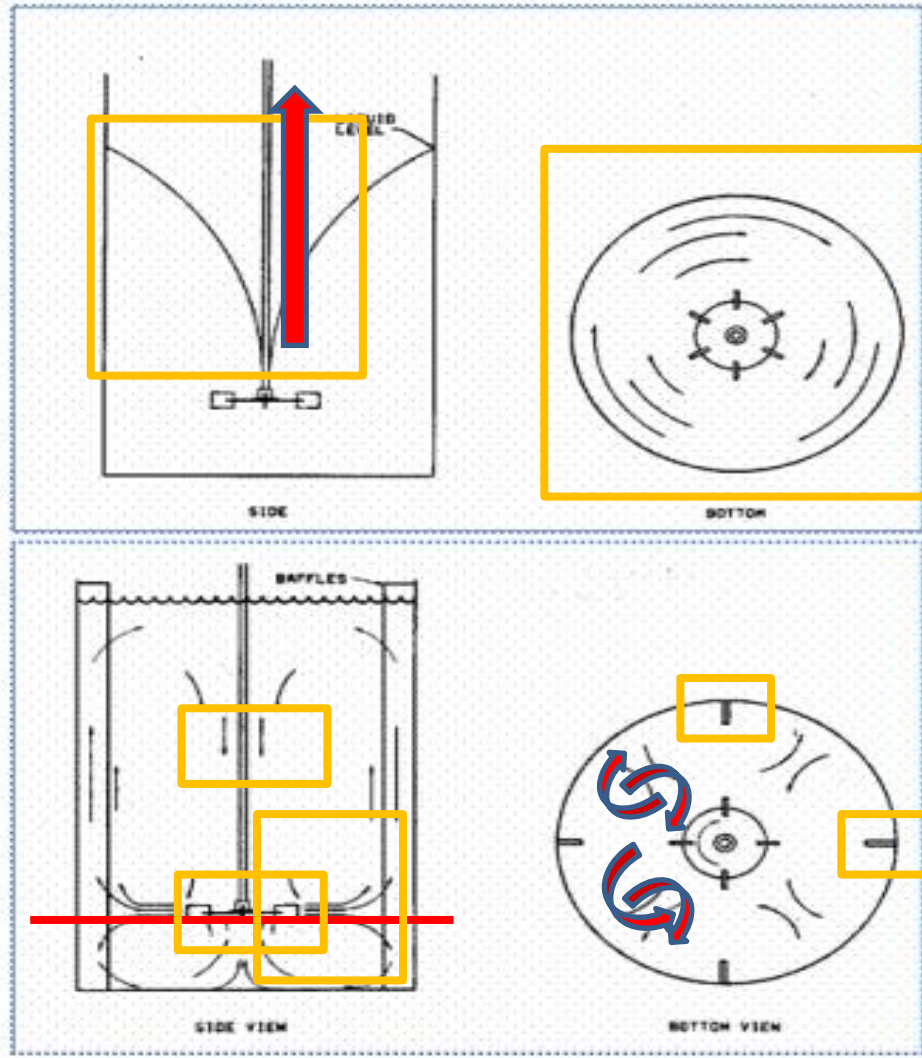 LIQUID
LEVEL
SIDE
BOTTOM
BAFFLES
SIDE VIEW
BOTTOM VIEW